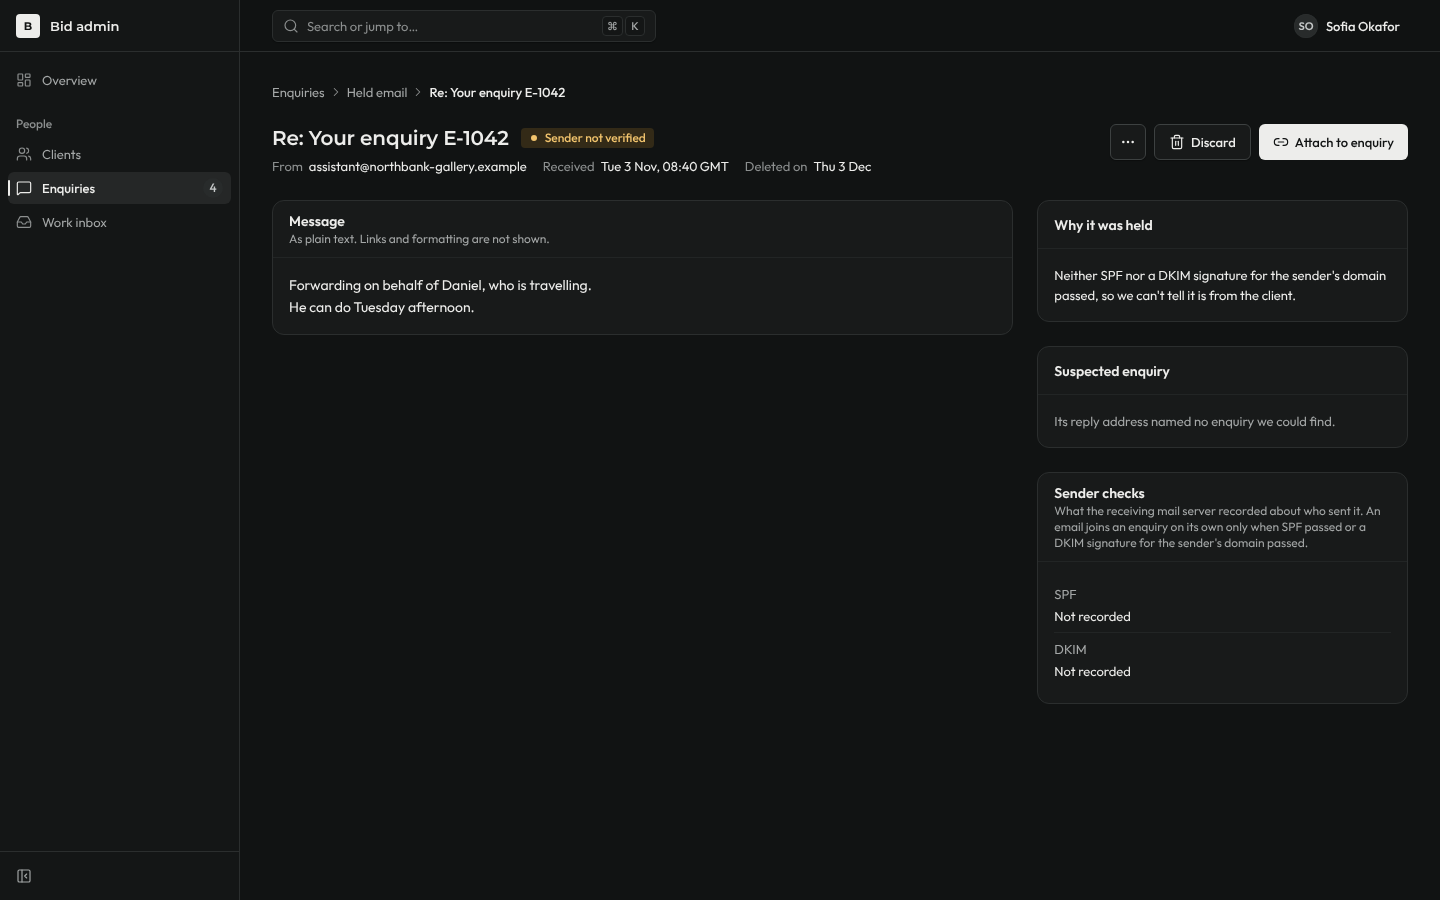 B Bid admin
Search or jump to...
⌘ K
SO Sofia Okafor
Overview
People
Clients
Enquiries 4
Work inbox
Enquiries > Held email > Re: Your enquiry E-1042
Re: Your enquiry E-1042
Sender not verified
Discard
Attach to enquiry
From assistant@northbank-gallery.example Received Tue 3 Nov, 08:40 GMT Deleted on Thu 3 Dec
Message
As plain text. Links and formatting are not shown.
Forwarding on behalf of Daniel, who is travelling.
He can do Tuesday afternoon.
Why it was held
Neither SPF nor a DKIM signature for the sender's domain
passed, so we can't tell it is from the client.
Suspected enquiry
Its reply address named no enquiry we could find.
Sender checks
What the receiving mail server recorded about who sent it. An
email joins an enquiry on its own only when SPF passed or a
DKIM signature for the sender's domain passed.
SPF
Not recorded
DKIM
Not recorded